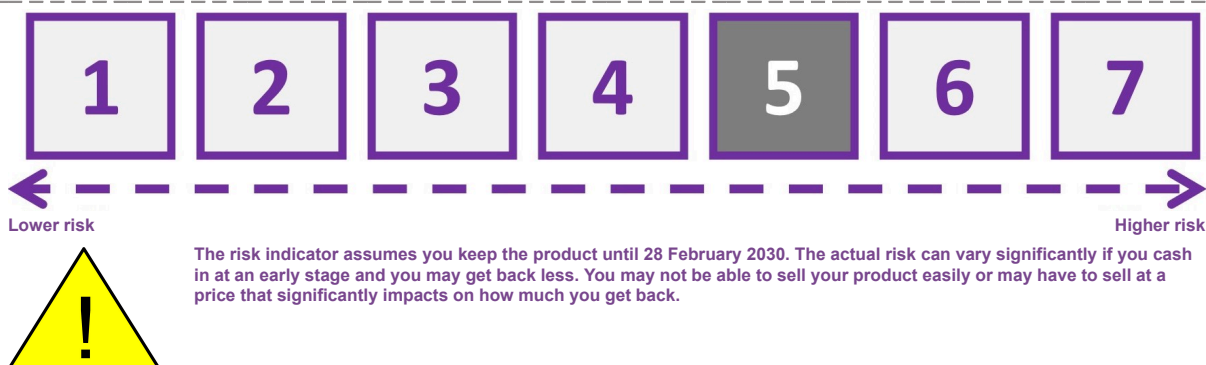 1 2 3 4 5 6 7
Lower risk Higher risk
The risk indicator assumes you keep the product until 28 February 2030. The actual risk can vary significantly if you cash
in at an early stage and you may get back less. You may not be able to sell your product easily or may have to sell at a
price that significantly impacts on how much you get back.
!